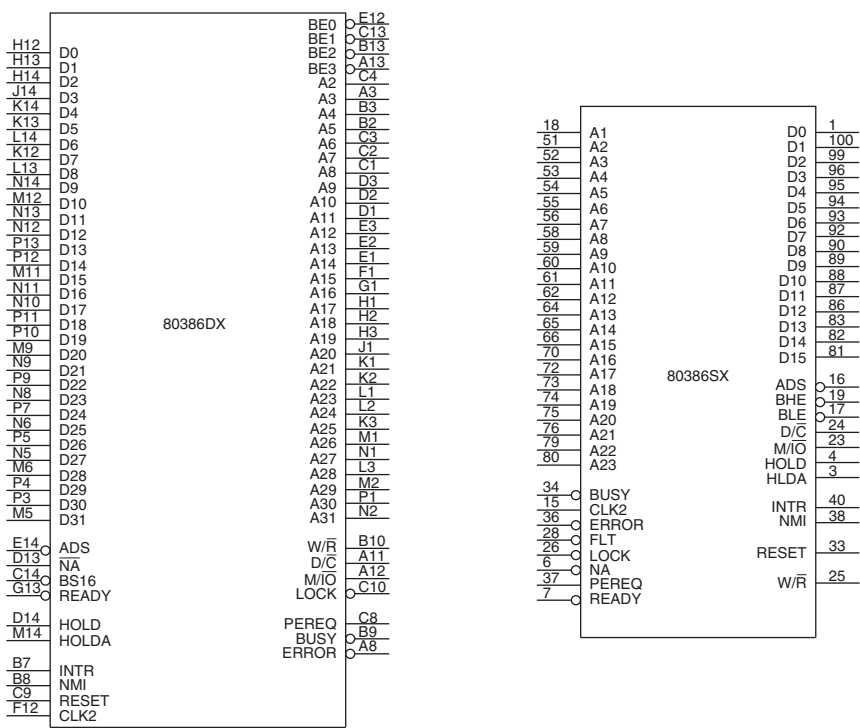 H12 D0
H13 D1
H14 D2
J14 D3
K14 D4
K13 D5
L14 D6
K12 D7
L13 D8
N14 D9
M12 D10
N13 D11
N12 D12
P13 D13
P12 D14
M11 D15
N11 D16
N10 D17
P11 D18
P10 D19
M9 D20
N9 D21
P9 D22
N8 D23
P7 D24
N6 D25
P5 D26
N5 D27
M6 D28
P4 D29
P3 D30
M5 D31
E14 ADS
D13 N̅A̅
C14 BS16
G13 READY
D14 HOLD
M14 HOLDA
B7 INTR
B8 NMI
C9 RESET
F12 CLK2
80386DX
BE0 E12
BE1 C13
BE2 B13
BE3 A13
A2 C4
A3 A3
A4 B3
A5 B2
A6 C3
A7 C2
A8 C1
A9 D3
A10 D2
A11 D1
A12 E3
A13 E2
A14 E1
A15 F1
A16 G1
A17 H1
A18 H2
A19 H3
A20 J1
A21 K1
A22 K2
A23 L1
A24 L2
A25 K3
A26 M1
A27 N1
A28 L3
A29 M2
A30 P1
A31 N2
W/R̅ B10
D/C̅ A11
M/I̅O̅ A12
LOCK C10
PEREQ C8
BUSY B9
ERROR A8
18 A1
51 A2
52 A3
53 A4
54 A5
55 A6
56 A7
58 A8
59 A9
60 A10
61 A11
62 A12
64 A13
65 A14
66 A15
70 A16
72 A17
73 A18
74 A19
75 A20
76 A21
79 A22
80 A23
34 BUSY
15 CLK2
36 ERROR
28 FLT
26 LOCK
6 NA
37 PEREQ
7 READY
80386SX
D0 1
D1 100
D2 99
D3 96
D4 95
D5 94
D6 93
D7 92
D8 90
D9 89
D10 88
D11 87
D12 86
D13 83
D14 82
D15 81
ADS 16
BHE 19
BLE 17
D/C̅ 24
M/I̅O̅ 23
HOLD 4
HLDA 3
INTR 40
NMI 38
RESET 33
W/R̅ 25